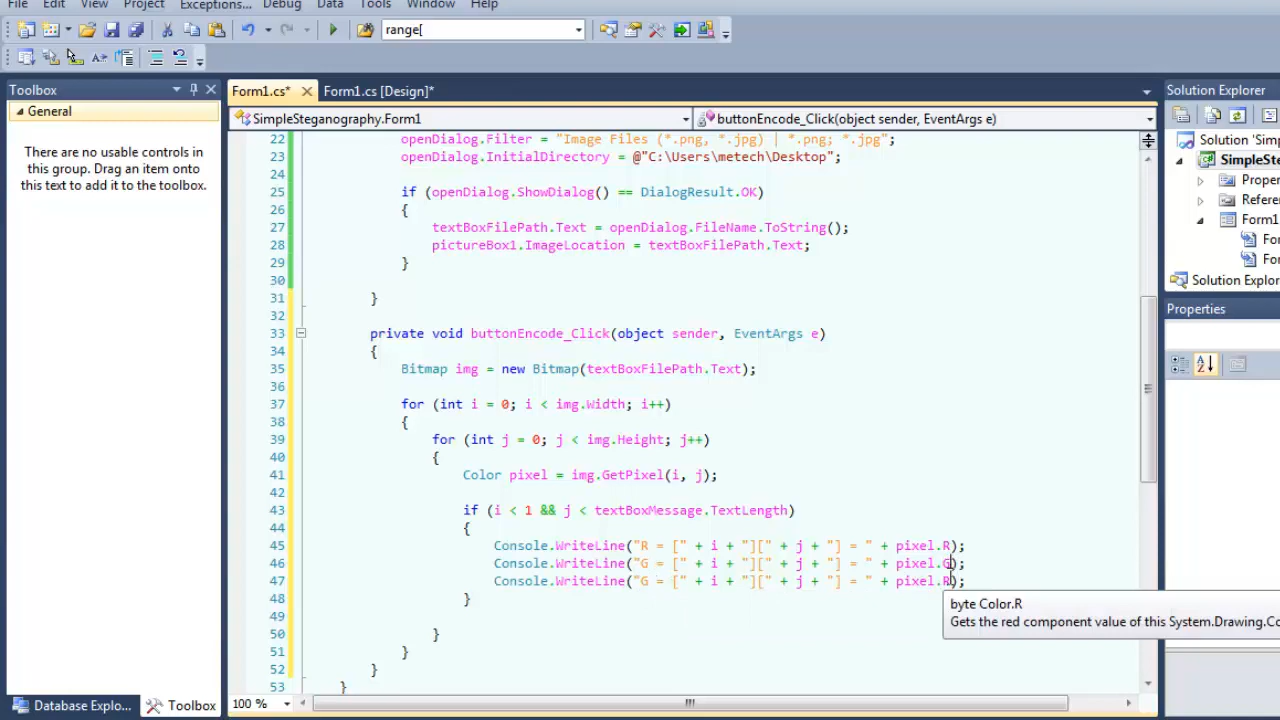 File Edit View Project Exceptions... Debug Data Tools Window Help
range[
Toolbox
General
There are no usable controls in
this group. Drag an item onto
this text to add it to the toolbox.
Database Explo...
Toolbox
Form1.cs* Form1.cs [Design]*
SimpleSteganography.Form1 buttonEncode_Click(object sender, EventArgs e)
22 openDialog.Filter = "Image Files (*.png, *.jpg) | *.png; *.jpg";
23 openDialog.InitialDirectory = @"C:\Users\metech\Desktop";
24
25 if (openDialog.ShowDialog() == DialogResult.OK)
26 {
27 textBoxFilePath.Text = openDialog.FileName.ToString();
28 pictureBox1.ImageLocation = textBoxFilePath.Text;
29 }
30
31 }
32
33 private void buttonEncode_Click(object sender, EventArgs e)
34 {
35 Bitmap img = new Bitmap(textBoxFilePath.Text);
36
37 for (int i = 0; i < img.Width; i++)
38 {
39 for (int j = 0; j < img.Height; j++)
40 {
41 Color pixel = img.GetPixel(i, j);
42
43 if (i < 1 && j < textBoxMessage.TextLength)
44 {
45 Console.WriteLine("R = [" + i + "][" + j + "] = " + pixel.R);
46 Console.WriteLine("G = [" + i + "][" + j + "] = " + pixel.G);
47 Console.WriteLine("G = [" + i + "][" + j + "] = " + pixel.R);
48 }
49
50 }
51 }
52 }
53 }
byte Color.R
Gets the red component value of this System.Drawing.Co
100 %
Solution Explorer
Solution 'Simp
SimpleSte
Proper
Refere
Form1
Fo
Fo
Solution Explor
Properties